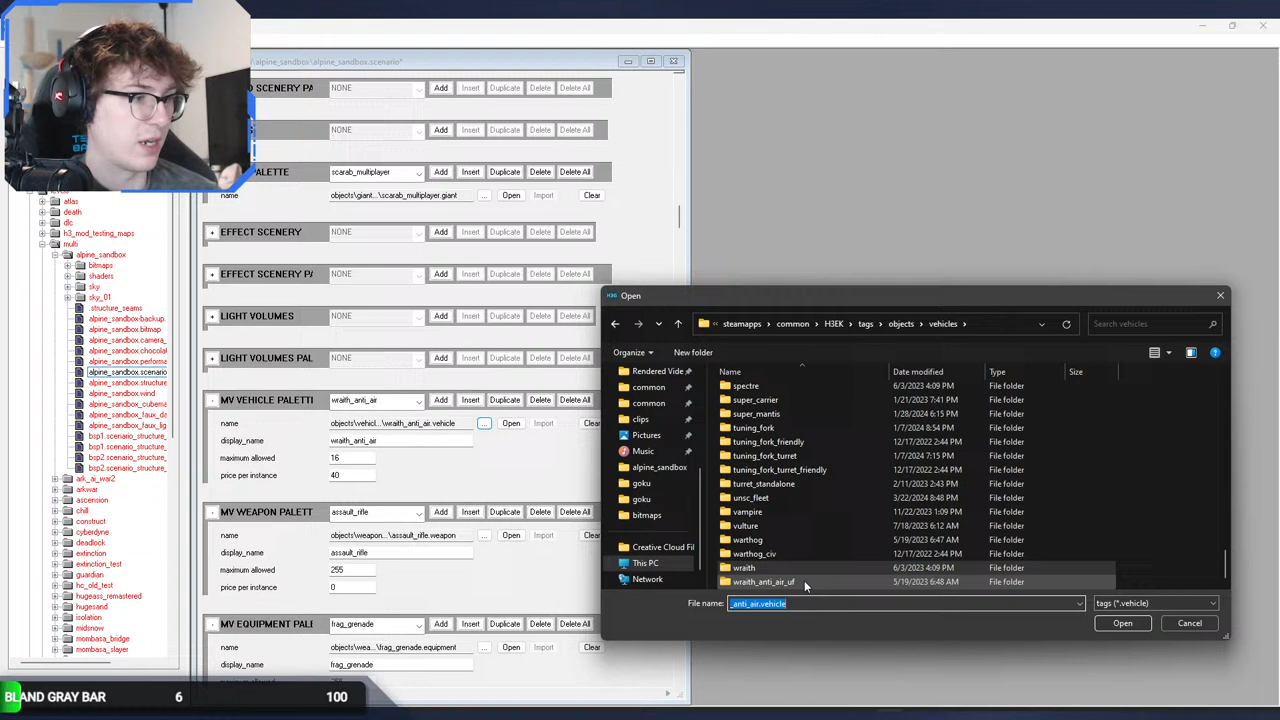 \alpine_sandbox\alpine_sandbox.scenario*
NONE Add Insert Duplicate Delete Delete All
NONE Add Insert Duplicate Delete Delete All
PALETTE scarab_multiplayer Add Insert Duplicate Delete Delete All
name objects\giant...\scarab_multiplayer.giant ... Open Import Clear
+ EFFECT SCENERY NONE Add Insert Duplicate Delete Delete All
+ EFFECT SCENERY PA NONE Add Insert Duplicate Delete Delete All
+ LIGHT VOLUMES NONE Add Insert Duplicate Delete Delete All
+ LIGHT VOLUMES PAL NONE Add Insert Duplicate Delete Delete All
MV VEHICLE PALETTI wraith_anti_air Add Insert Duplicate Delete Delete All
name objects\vehicl...\wraith_anti_air.vehicle ... Open Import Clear
display_name wraith_anti_air
maximum allowed 16
price per instance 40
MV WEAPON PALETT assault_rifle Add Insert Duplicate Delete Delete All
name objects\weapon...\assault_rifle.weapon ... Open Import Clear
display_name assault_rifle
maximum allowed 255
price per instance 0
MV EQUIPMENT PALE frag_grenade Add Insert Duplicate Delete Delete All
name objects\wea...\frag_grenade.equipment ... Open Import Clear
display_name frag_grenade
atlas
death
dlc
h3_mod_testing_maps
multi
alpine_sandbox
bitmaps
shaders
sky
sky_01
.structure_seams
alpine_sandbox-backup.
alpine_sandbox.bitmap
alpine_sandbox.camera_
alpine_sandbox.chocolat
alpine_sandbox.performa
alpine_sandbox.scenario
alpine_sandbox.structure
alpine_sandbox.wind
alpine_sandbox_cubema
alpine_sandbox_faux_da
alpine_sandbox_faux_lig
bsp1.scenario_structure_
bsp1.scenario_structure_
bsp2.scenario_structure_
bsp2.scenario_structure_
ark_ai_war2
arkwar
ascension
chill
construct
cyberdyne
deadlock
extinction
extinction
guardian
hc_old_test
hugeass_remastered
hugesand
isolation
midsnow
mombasa_bridge
mombasa_slayer
H3EK Open
steamapps › common › H3EK › tags › objects › vehicles ›
Search vehicles
Organize New folder
Rendered Vide
common
common
clips
Pictures
Music
alpine_sandbox
goku
goku
bitmaps
Creative Cloud Fil
This PC
Network
Name Date modified Type Size
spectre 6/3/2023 4:09 PM File folder
super_carrier 1/21/2023 7:41 PM File folder
super_mantis 1/28/2024 6:15 PM File folder
tuning_fork 1/7/2024 8:54 PM File folder
tuning_fork_friendly 12/17/2022 2:44 PM File folder
tuning_fork_turret 1/7/2024 7:15 PM File folder
tuning_fork_turret_friendly 12/17/2022 2:44 PM File folder
turret_standalone 2/11/2023 2:43 PM File folder
unsc_fleet 3/22/2024 8:48 PM File folder
vampire 11/22/2023 1:09 PM File folder
vulture 7/18/2023 6:12 AM File folder
warthog 5/19/2023 6:47 AM File folder
warthog_civ 12/17/2022 2:44 PM File folder
wraith 6/3/2023 4:09 PM File folder
wraith_anti_air_uf 5/19/2023 6:48 AM File folder
File name: _anti_air.vehicle tags (*.vehicle)
Open Cancel
BLAND GRAY BAR 6 100